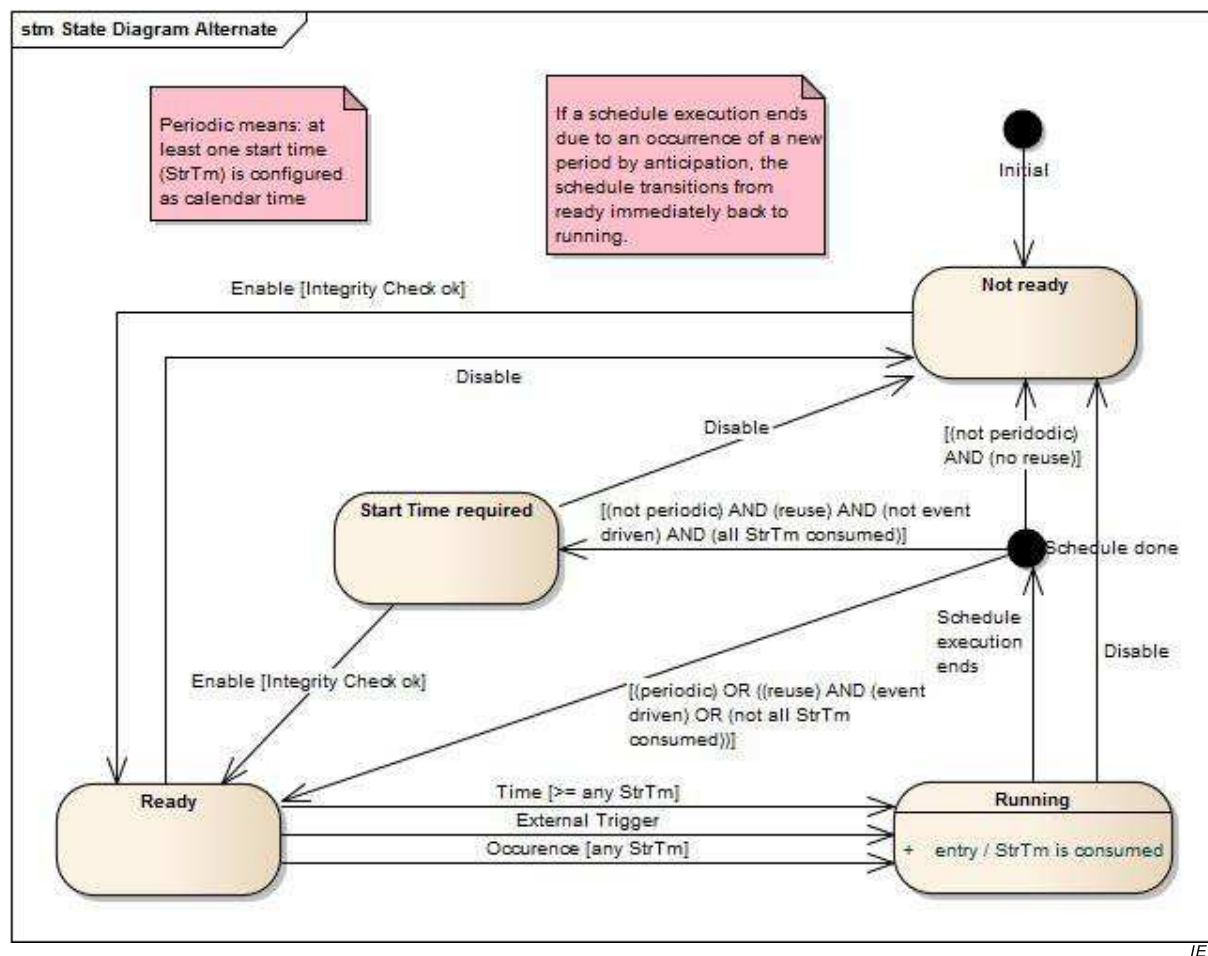 stm State Diagram Alternate
Periodic means: at
least one start time
(StrTm) is configured
as calendar time
If a schedule execution ends
due to an occurrence of a new
period by anticipation, the
schedule transitions from
ready immediately back to
running.
Initial
Not ready
Enable [Integrity Check ok]
Disable
Disable
[(not peridodic)
AND (no reuse)]
Start Time required
[(not periodic) AND (reuse) AND (not event
driven) AND (all StrTm consumed)]
Schedule done
Schedule
execution
ends
Disable
Enable [Integrity Check ok]
[(periodic) OR ((reuse) AND (event
driven) OR (not all StrTm
consumed))]
Ready
Time [>= any StrTm]
External Trigger
Occurence [any StrTm]
Running
+ entry / StrTm is consumed
IE